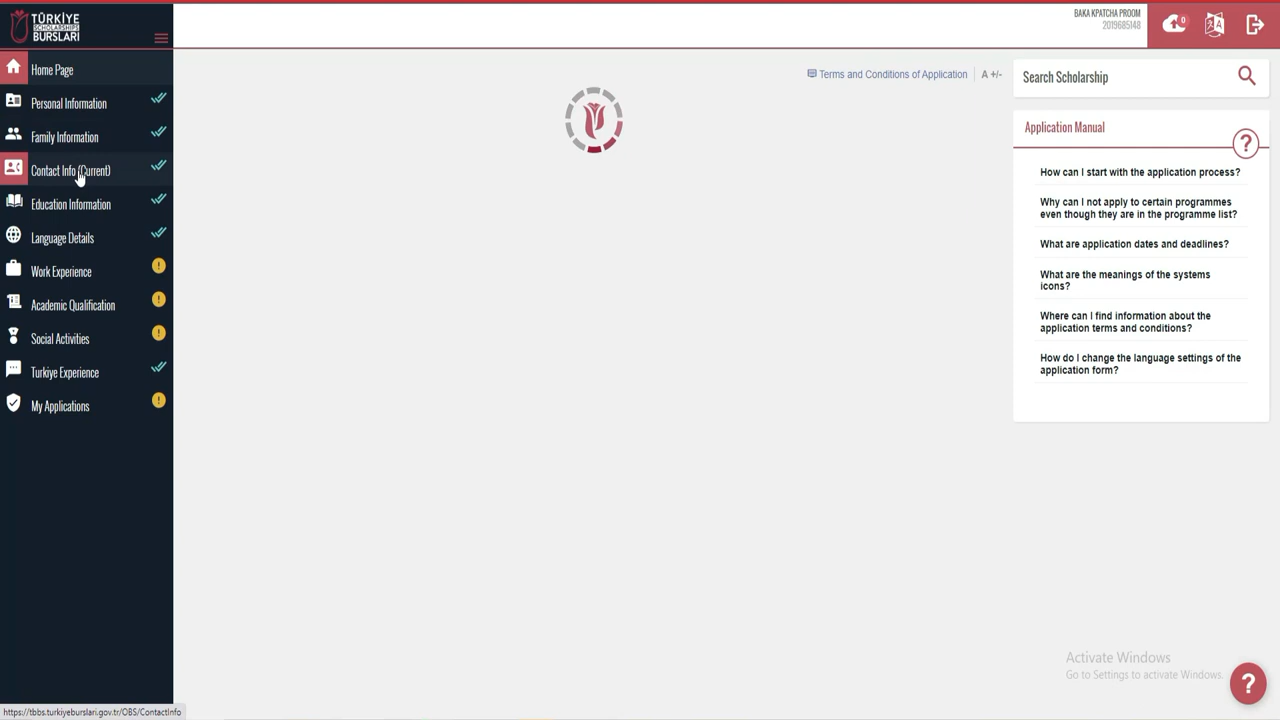 TÜRKİYE
SCHOLARSHIPS
BURSLARI
BAKA KPATCHA PROOM
2019685148
0
Home Page
Personal Information
Family Information
Contact Info (Current)
Education Information
Language Details
Work Experience
Academic Qualification
Social Activities
Turkiye Experience
My Applications
Terms and Conditions of Application
A +/-
Search Scholarship
Application Manual
?
How can I start with the application process?
Why can I not apply to certain programmes
even though they are in the programme list?
What are application dates and deadlines?
What are the meanings of the systems
icons?
Where can I find information about the
application terms and conditions?
How do I change the language settings of the
application form?
Activate Windows
Go to Settings to activate Windows.
?
https://tbbs.turkiyeburslari.gov.tr/OBS/ContactInfo